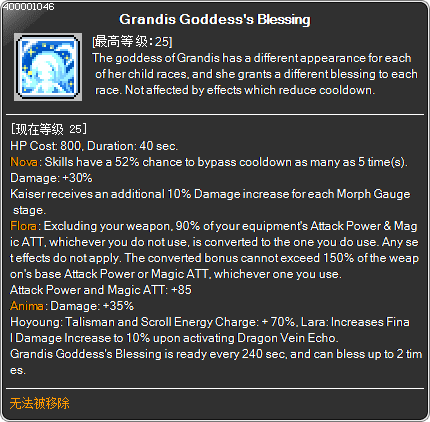 400001046
Grandis Goddess's Blessing
[最高等级:25]
The goddess of Grandis has a different appearance for each
of her child races, and she grants a different blessing to each
race. Not affected by effects which reduce cooldown.
[现在等级 25]
HP Cost: 800, Duration: 40 sec.
Nova: Skills have a 52% chance to bypass cooldown as many as 5 time(s).
Damage: +30%
Kaiser receives an additional 10% Damage increase for each Morph Gauge
stage.
Flora: Excluding your weapon, 90% of your equipment's Attack Power & Mag
ic ATT, whichever you do not use, is converted to the one you do use. Any se
t effects do not apply. The converted bonus cannot exceed 150% of the weap
on's base Attack Power or Magic ATT, whichever one you use.
Attack Power and Magic ATT: +85
Anima: Damage: +35%
Hoyoung: Talisman and Scroll Energy Charge: + 70%, Lara: Increases Fina
l Damage Increase to 10% upon activating Dragon Vein Echo.
Grandis Goddess's Blessing is ready every 240 sec, and can bless up to 2 tim
es.
无法被移除